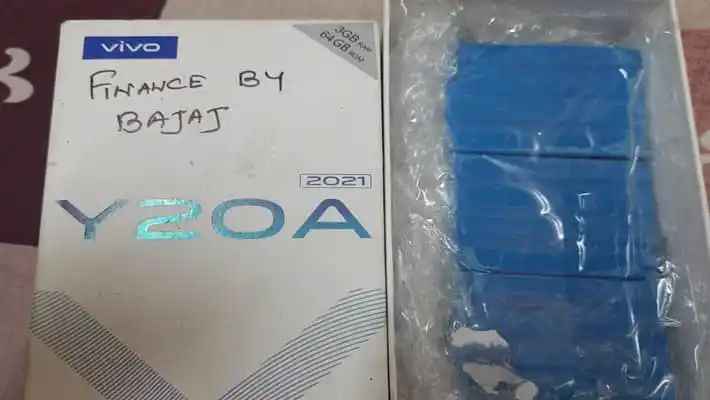 vivo
3GB RAM
64GB ROM
FINANCE BY
BAJAJ
2021
Y20A